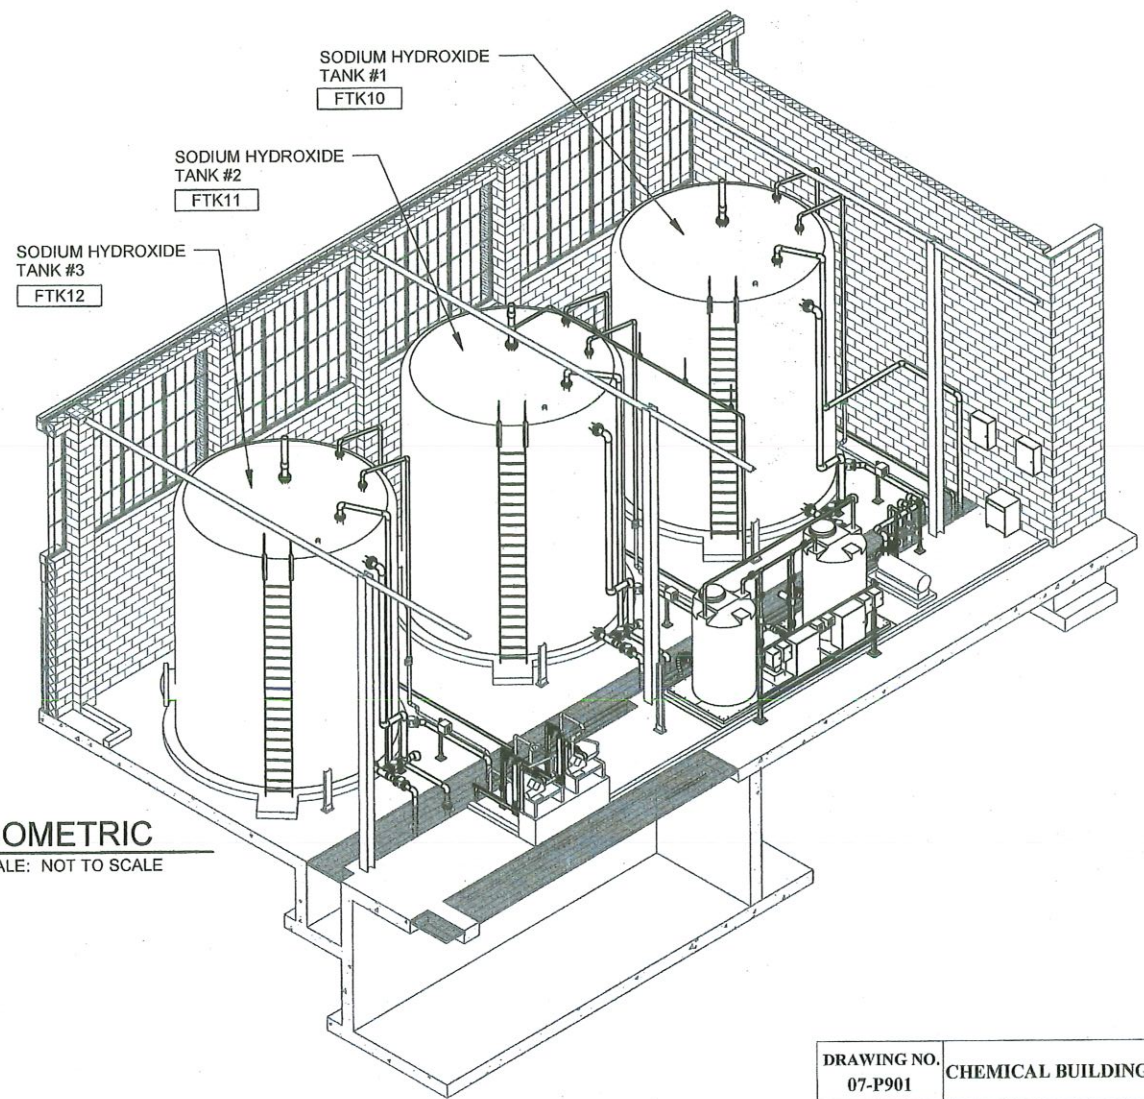 SODIUM HYDROXIDE
TANK #1
FTK10
SODIUM HYDROXIDE
TANK #2
FTK11
SODIUM HYDROXIDE
TANK #3
FTK12
OMETRIC
ALE: NOT TO SCALE
DRAWING NO.
07-P901
CHEMICAL BUILDING